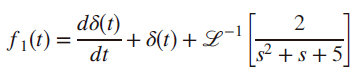 f₁(t) = dδ(t)/dt + δ(t) + ℒ⁻¹[2/(s² + s + 5)]